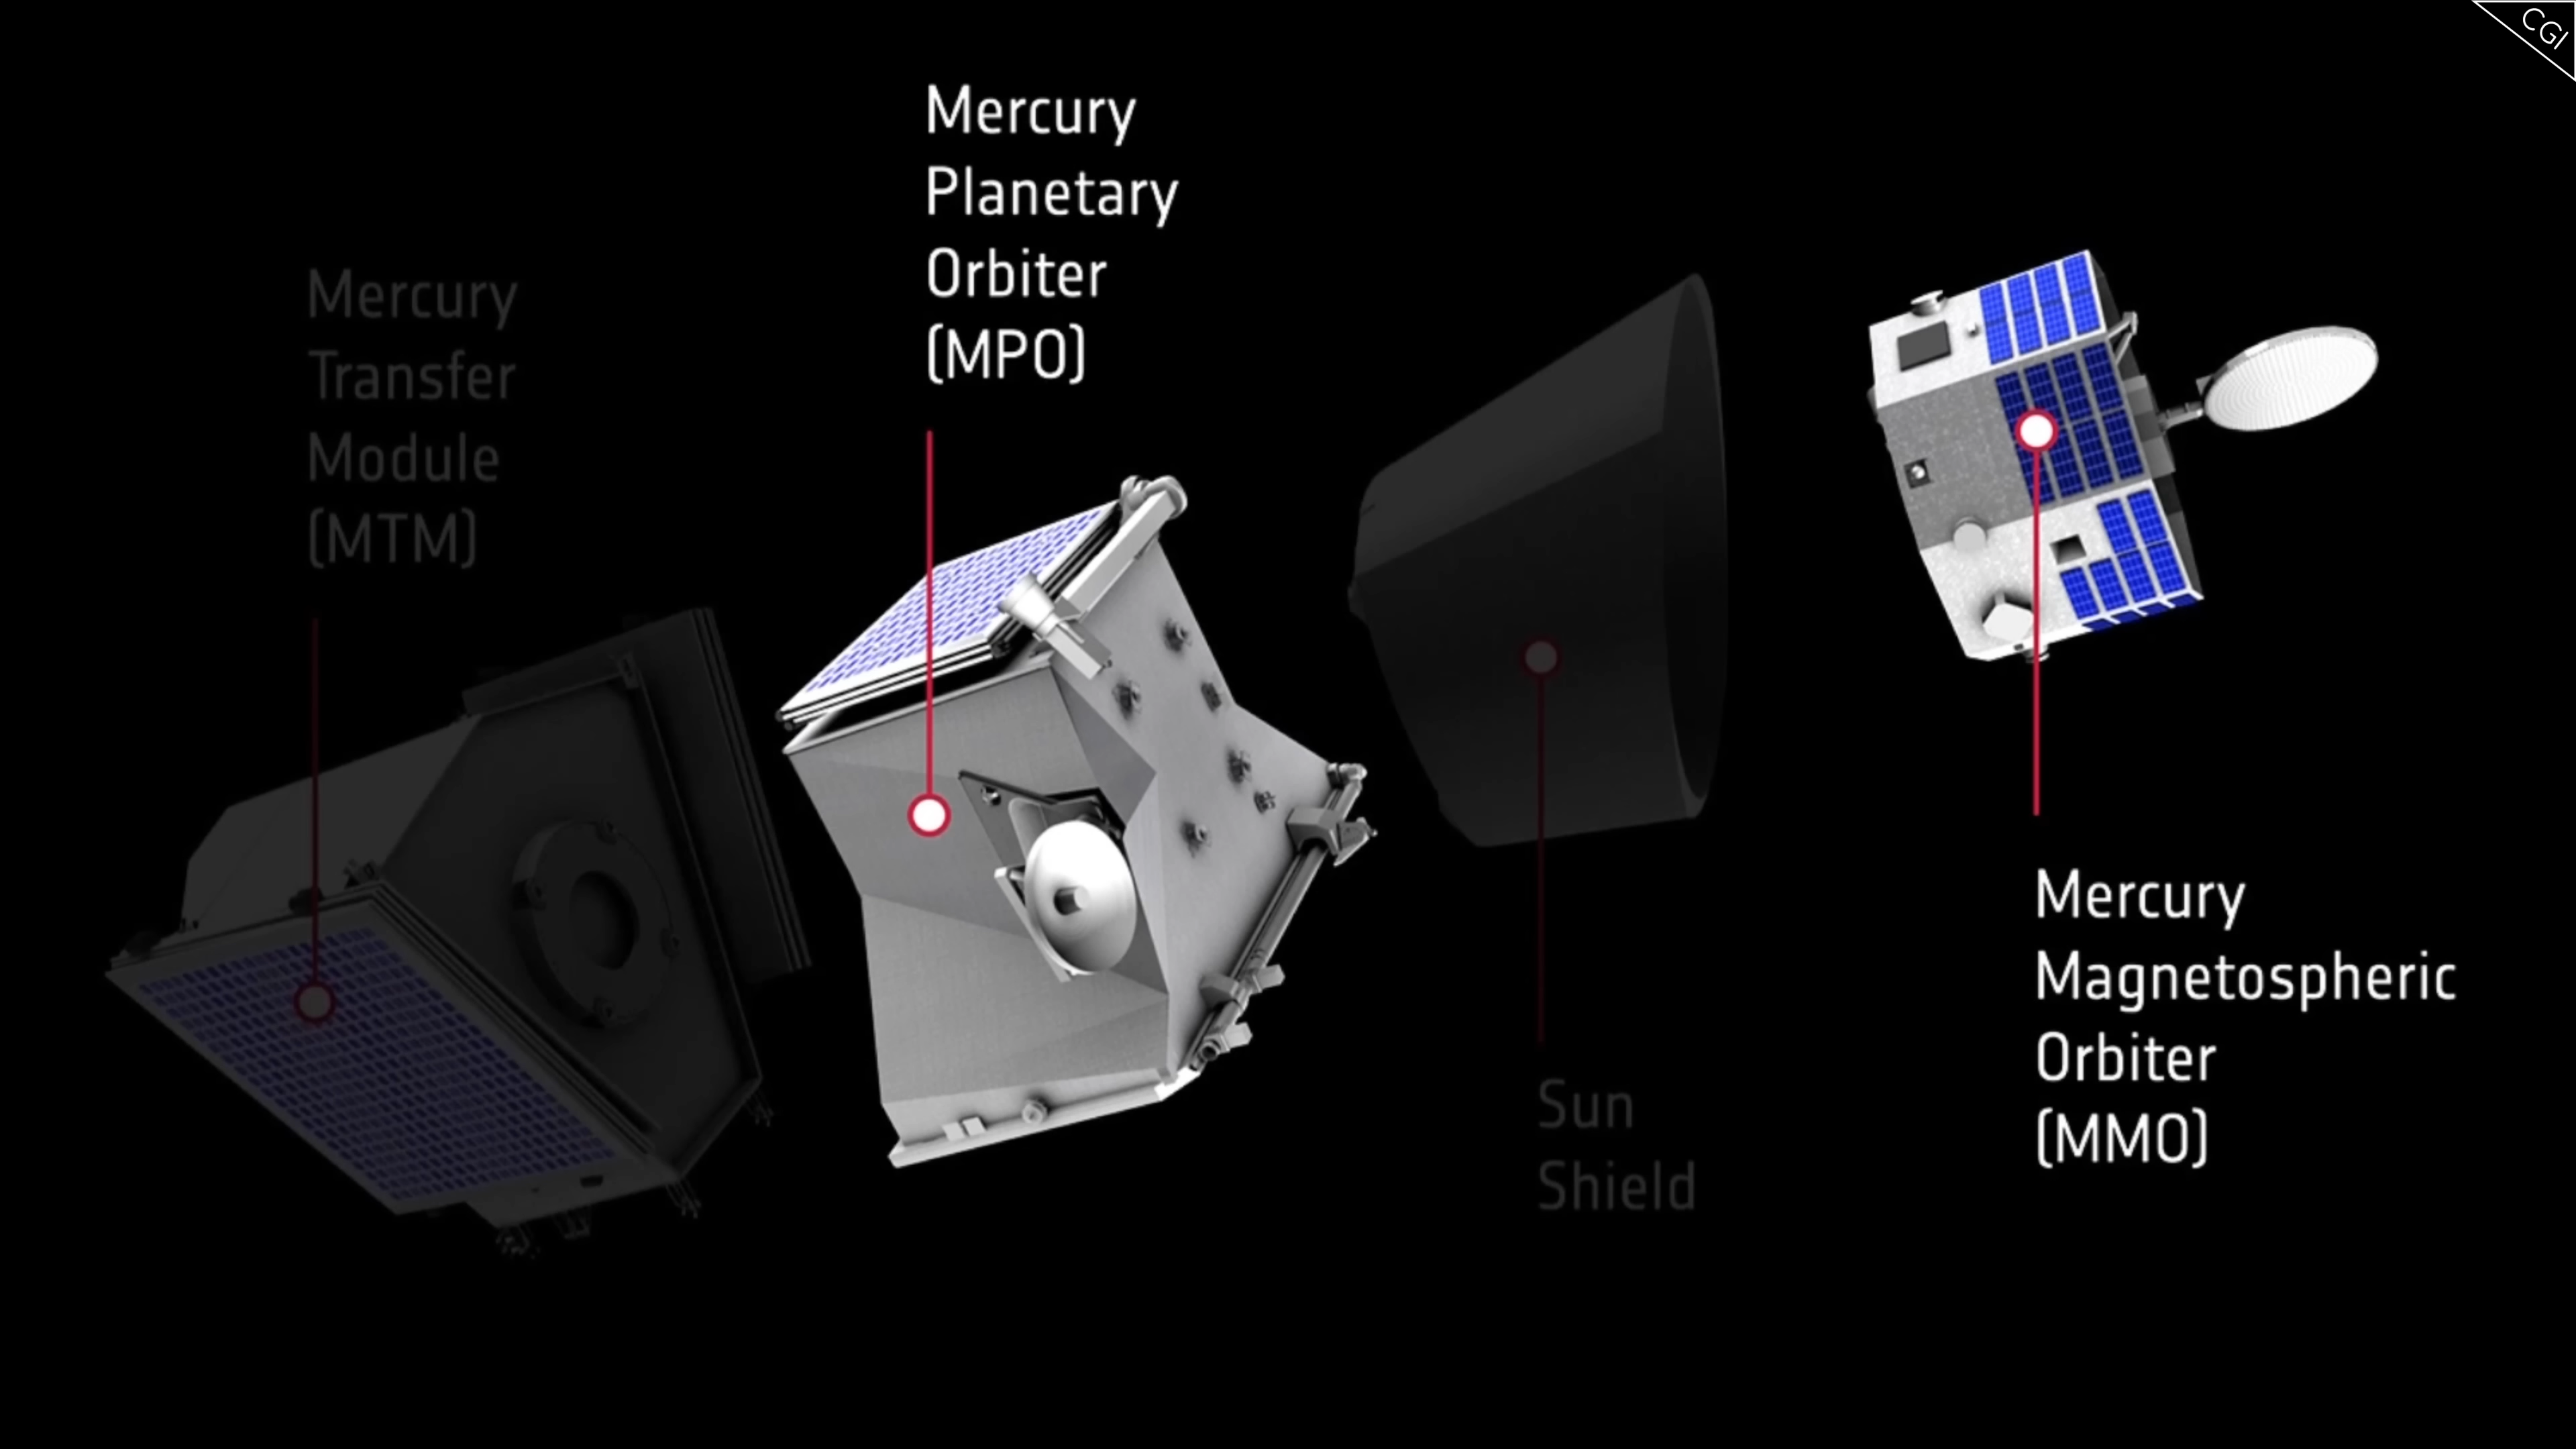 CGI
Mercury
Planetary
Orbiter
(MPO)
Mercury
Transfer
Module
(MTM)
Mercury
Magnetospheric
Orbiter
(MMO)
Sun
Shield